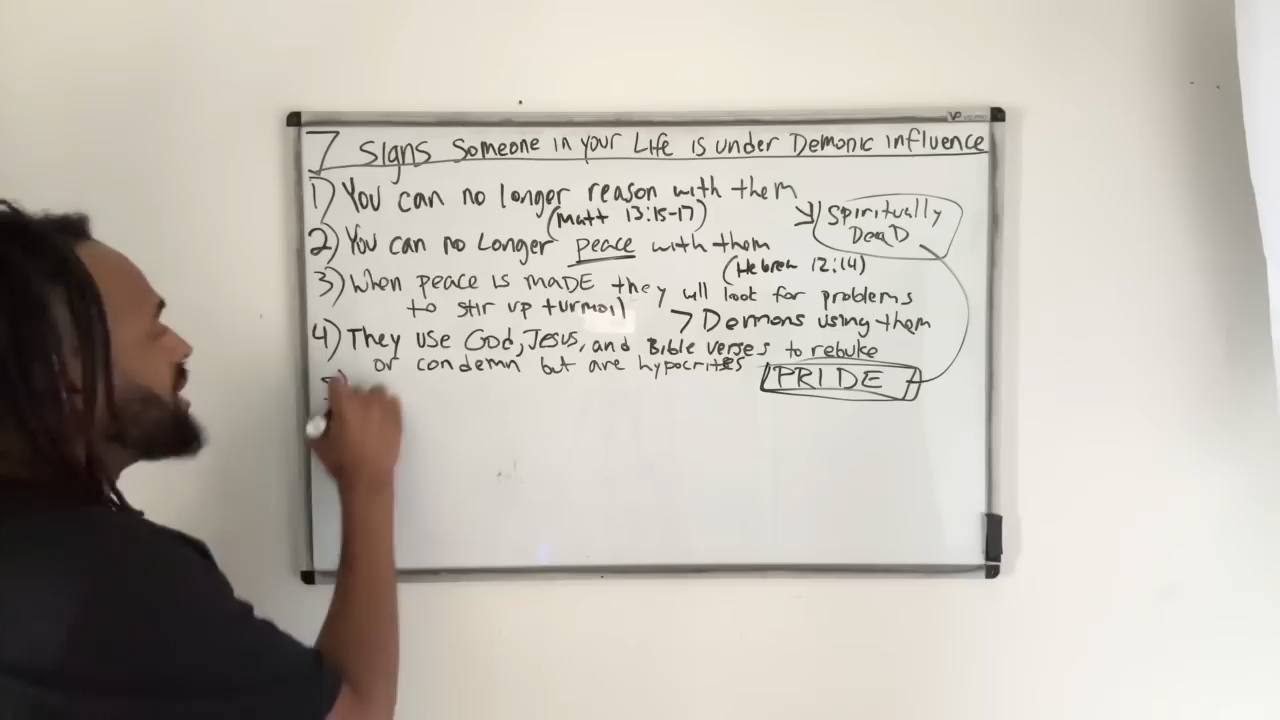 7 Signs Someone in your Life is under Demonic influence
1) You can no longer reason with them
(Matt 13:15-17)
Spiritually
DeaD
2) You can no Longer peace with them
(Hebrew 12:14)
3) When peace is maDE they will look for problems
to stir up turmoil
> Demons using them
4) They use God, Jesus, and Bible verses to rebuke
or condemn but are hypocrites
PRIDE
5)